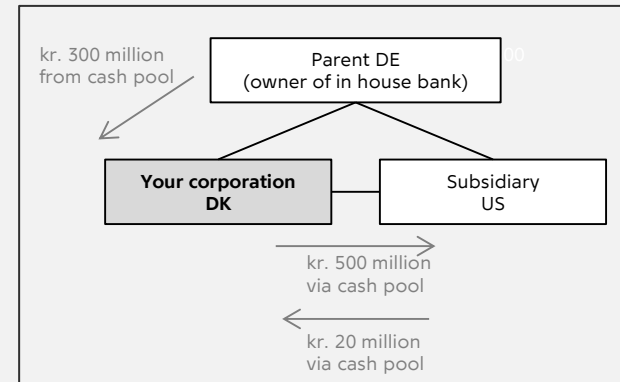 kr. 300 million
from cash pool
Parent DE
(owner of in house bank)
00
Your corporation
DK
Subsidiary
US
kr. 500 million
via cash pool
kr. 20 million
via cash pool